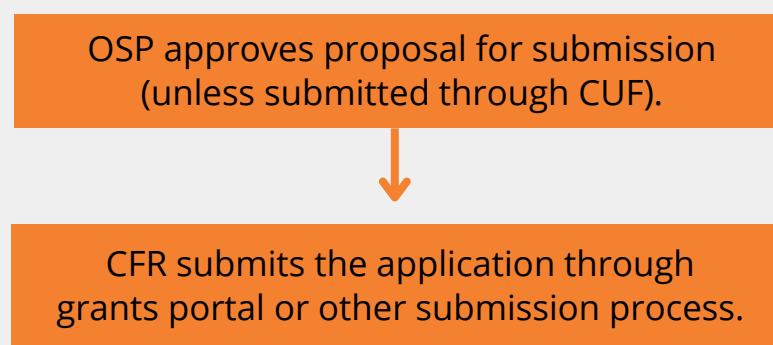 OSP approves proposal for submission
(unless submitted through CUF).
CFR submits the application through
grants portal or other submission process.